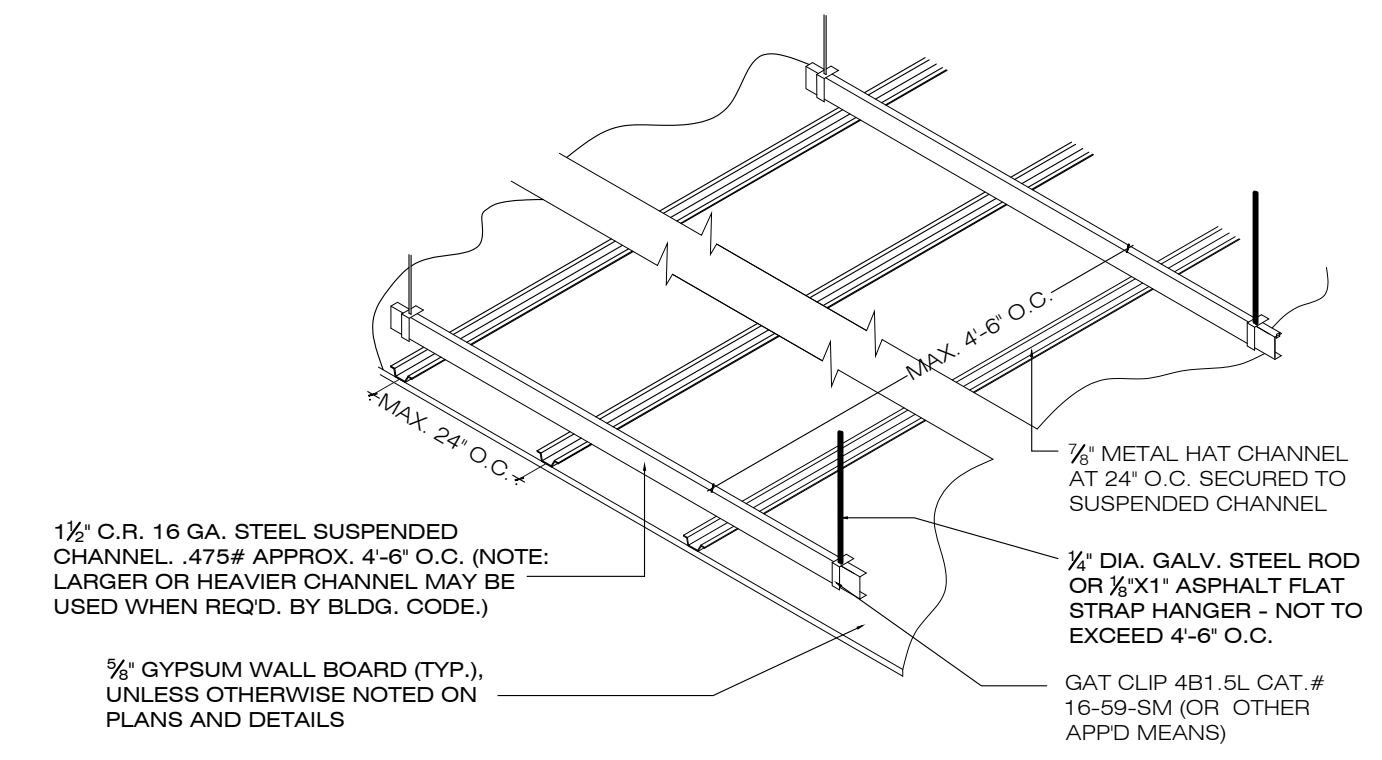 MAX. 4'-6" O.C.
MAX. 24" O.C.
1½" C.R. 16 GA. STEEL SUSPENDED
CHANNEL. .475# APPROX. 4'-6" O.C. (NOTE:
LARGER OR HEAVIER CHANNEL MAY BE
USED WHEN REQ'D. BY BLDG. CODE.)
⅝" GYPSUM WALL BOARD (TYP.),
UNLESS OTHERWISE NOTED ON
PLANS AND DETAILS
⅞" METAL HAT CHANNEL
AT 24" O.C. SECURED TO
SUSPENDED CHANNEL
¼" DIA. GALV. STEEL ROD
OR ⅛"X1" ASPHALT FLAT
STRAP HANGER - NOT TO
EXCEED 4'-6" O.C.
GAT CLIP 4B1.5L CAT.#
16-59-SM (OR OTHER
APP'D MEANS)